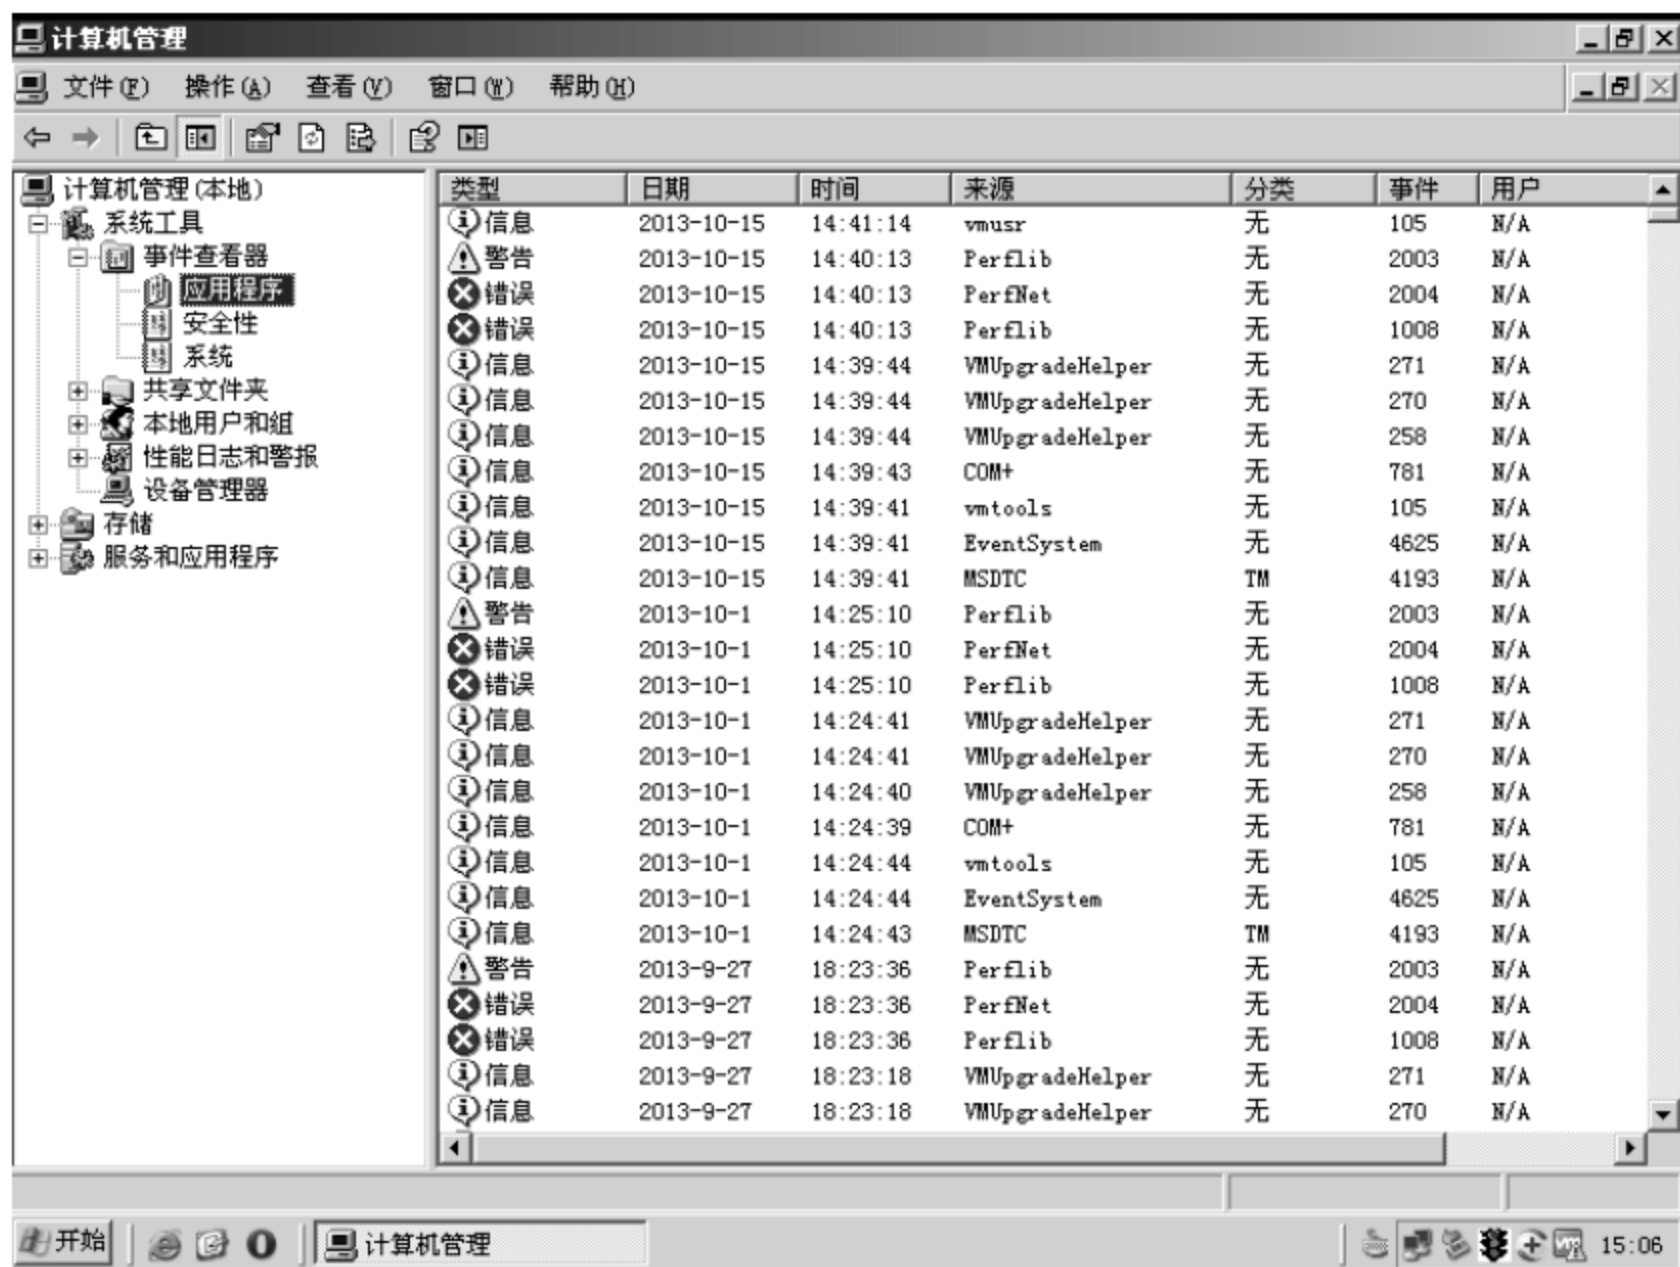 计算机管理
文件(F) 操作(A) 查看(V) 窗口(W) 帮助(H)
计算机管理(本地)
系统工具
事件查看器
应用程序
安全性
系统
共享文件夹
本地用户和组
性能日志和警报
设备管理器
存储
服务和应用程序
类型 日期 时间 来源 分类 事件 用户
信息 2013-10-15 14:41:14 vmusr 无 105 N/A
警告 2013-10-15 14:40:13 Perflib 无 2003 N/A
错误 2013-10-15 14:40:13 PerfNet 无 2004 N/A
错误 2013-10-15 14:40:13 Perflib 无 1008 N/A
信息 2013-10-15 14:39:44 VMUpgradeHelper 无 271 N/A
信息 2013-10-15 14:39:44 VMUpgradeHelper 无 270 N/A
信息 2013-10-15 14:39:44 VMUpgradeHelper 无 258 N/A
信息 2013-10-15 14:39:43 COM+ 无 781 N/A
信息 2013-10-15 14:39:41 vmtools 无 105 N/A
信息 2013-10-15 14:39:41 EventSystem 无 4625 N/A
信息 2013-10-15 14:39:41 MSDTC TM 4193 N/A
警告 2013-10-1 14:25:10 Perflib 无 2003 N/A
错误 2013-10-1 14:25:10 PerfNet 无 2004 N/A
错误 2013-10-1 14:25:10 Perflib 无 1008 N/A
信息 2013-10-1 14:24:41 VMUpgradeHelper 无 271 N/A
信息 2013-10-1 14:24:41 VMUpgradeHelper 无 270 N/A
信息 2013-10-1 14:24:40 VMUpgradeHelper 无 258 N/A
信息 2013-10-1 14:24:39 COM+ 无 781 N/A
信息 2013-10-1 14:24:44 vmtools 无 105 N/A
信息 2013-10-1 14:24:44 EventSystem 无 4625 N/A
信息 2013-10-1 14:24:43 MSDTC TM 4193 N/A
警告 2013-9-27 18:23:36 Perflib 无 2003 N/A
错误 2013-9-27 18:23:36 PerfNet 无 2004 N/A
错误 2013-9-27 18:23:36 Perflib 无 1008 N/A
信息 2013-9-27 18:23:18 VMUpgradeHelper 无 271 N/A
信息 2013-9-27 18:23:18 VMUpgradeHelper 无 270 N/A
开始 计算机管理 15:06